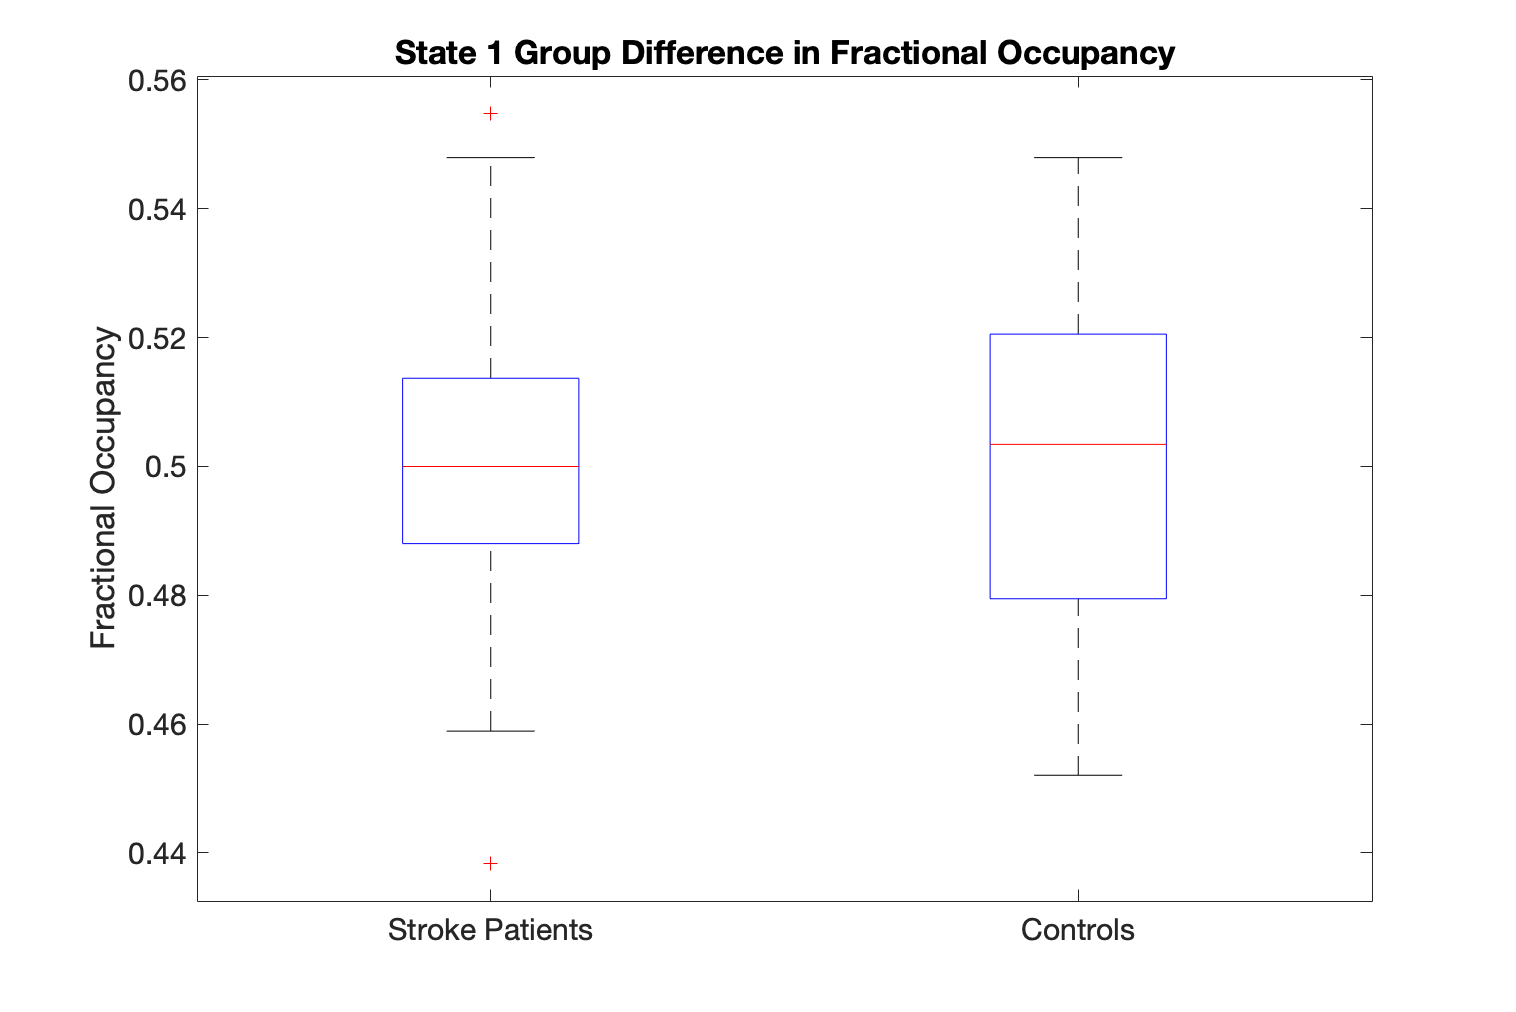 State 1 Group Difference in Fractional Occupancy
Fractional Occupancy
0.56
0.54
0.52
0.5
0.48
0.46
0.44
Stroke Patients
Controls